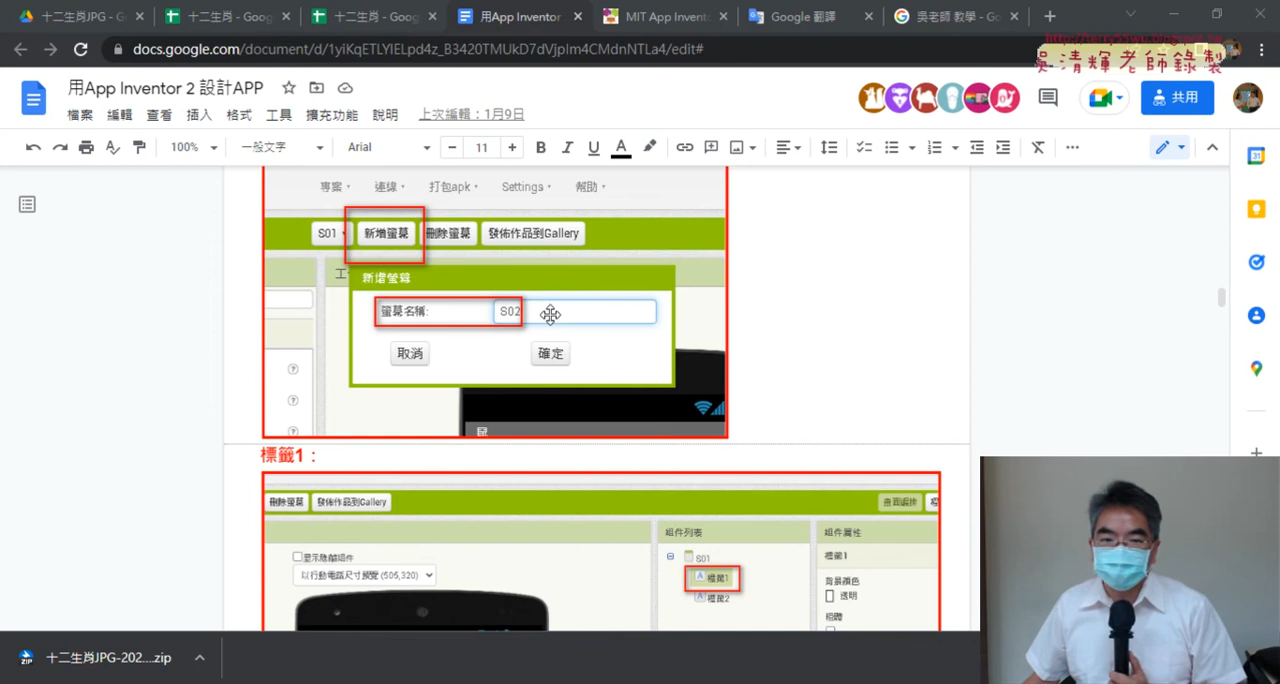 十二生肖JPG - G
十二生肖 - Goog
十二生肖 - Goog
用App Inventor
MIT App Invent
Google 翻譯
吳老師 教學 - Go
docs.google.com/document/d/1yiKqETLYlELpd4z_B3420TMUkD7dVjpIm4CMdnNTLa4/edit#
吳清輝老師錄製
用App Inventor 2 設計APP
檔案 編輯 查看 插入 格式 工具 擴充功能 說明 上次編輯：1月9日
共用
100% 一般文字 Arial 11 B I U A
專案 連線 打包apk Settings 幫助
S01 新增螢幕 刪除螢幕 發佈作品到Gallery
工
新增螢幕
螢幕名稱: S02
取消 確定
鼠
標籤1：
刪除螢幕 發佈作品到Gallery 畫面編排
組件列表 組件屬性
顯示隱藏組件
S01
標籤1
以行動電話尺寸預覽 (505,320)
標籤1
背景顏色
透明
標籤2
粗體
ZIP
十二生肖JPG-202....zip